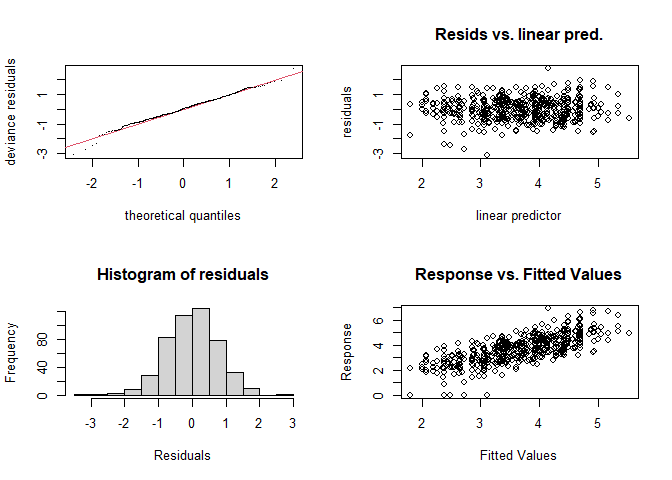 deviance residuals
-3 -1 1
-2 -1 0 1 2
theoretical quantiles
Resids vs. linear pred.
residuals
-3 -1 1
2 3 4 5
linear predictor
Histogram of residuals
Frequency
0 40 80
-3 -2 -1 0 1 2 3
Residuals
Response vs. Fitted Values
Response
0 2 4 6
2 3 4 5
Fitted Values